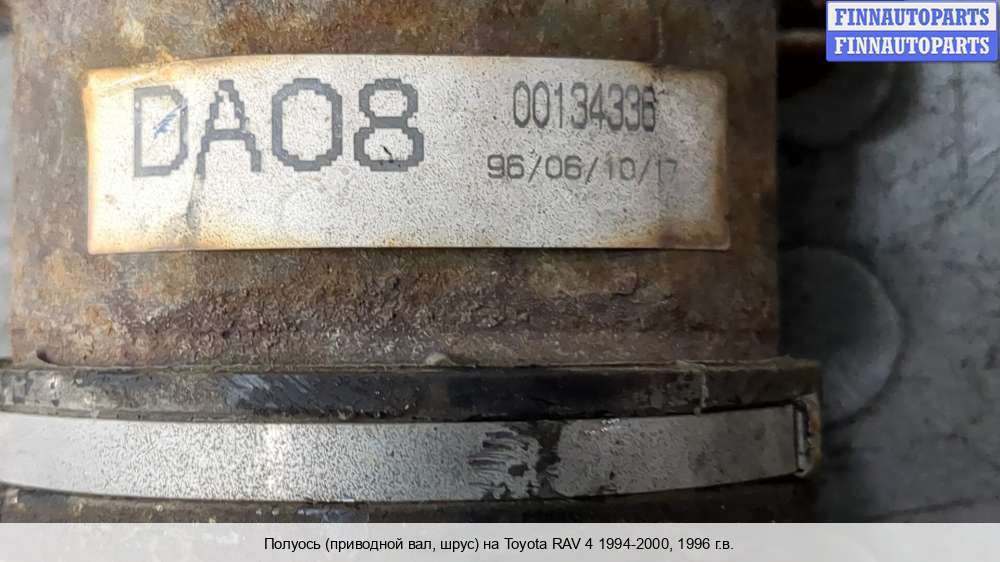 FINNAUTOPARTS
FINNAUTOPARTS
DA08
00134336
96/06/10/17
Полуось (приводной вал, шрус) на Toyota RAV 4 1994-2000, 1996 г.в.